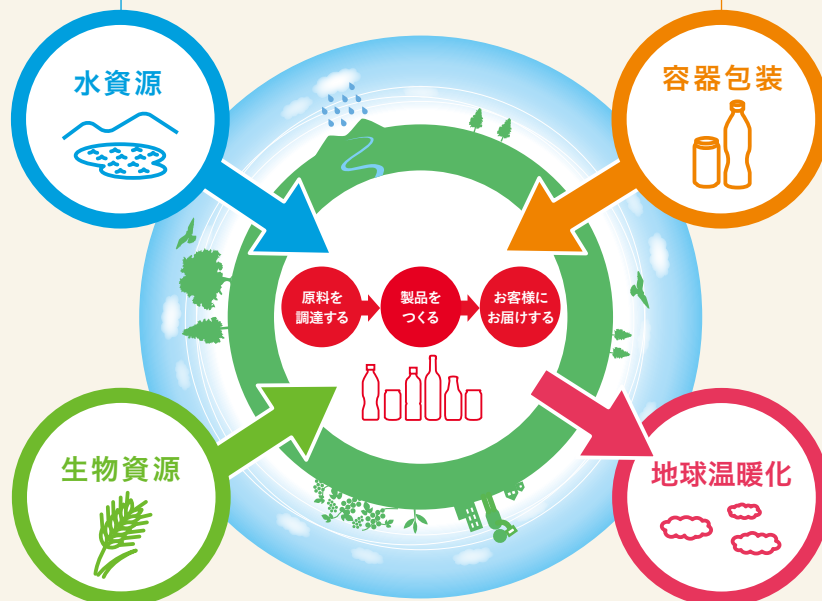 水資源
容器包装
原料を
調達する
製品を
つくる
お客様に
お届けする
生物資源
地球温暖化